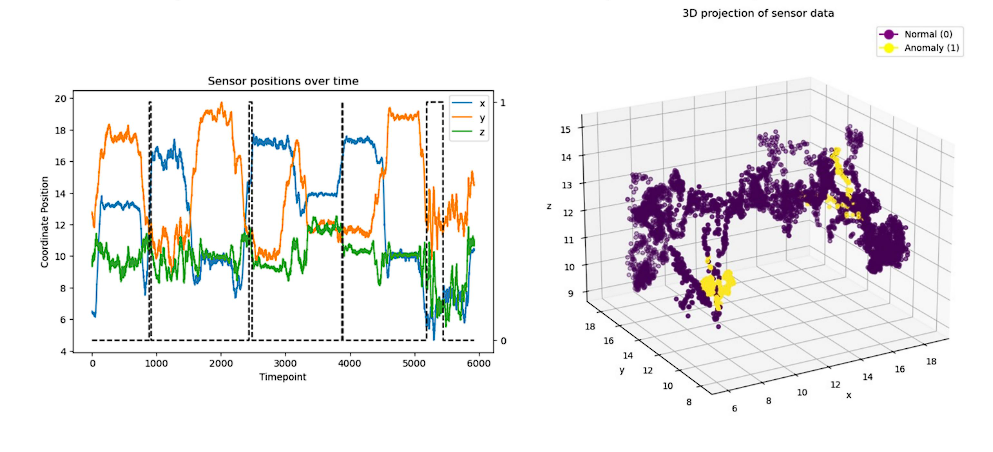 3D projection of sensor data
Normal (0)
Anomaly (1)
Sensor positions over time
x
y
z
20
18
16
14
12
10
8
6
4
1
0
Coordinate Position
0 1000 2000 3000 4000 5000 6000
Timepoint
15
14
13
12
11
10
9
z
18
16
14
12
10
8
y
6 8 10 12 14 16 18
x